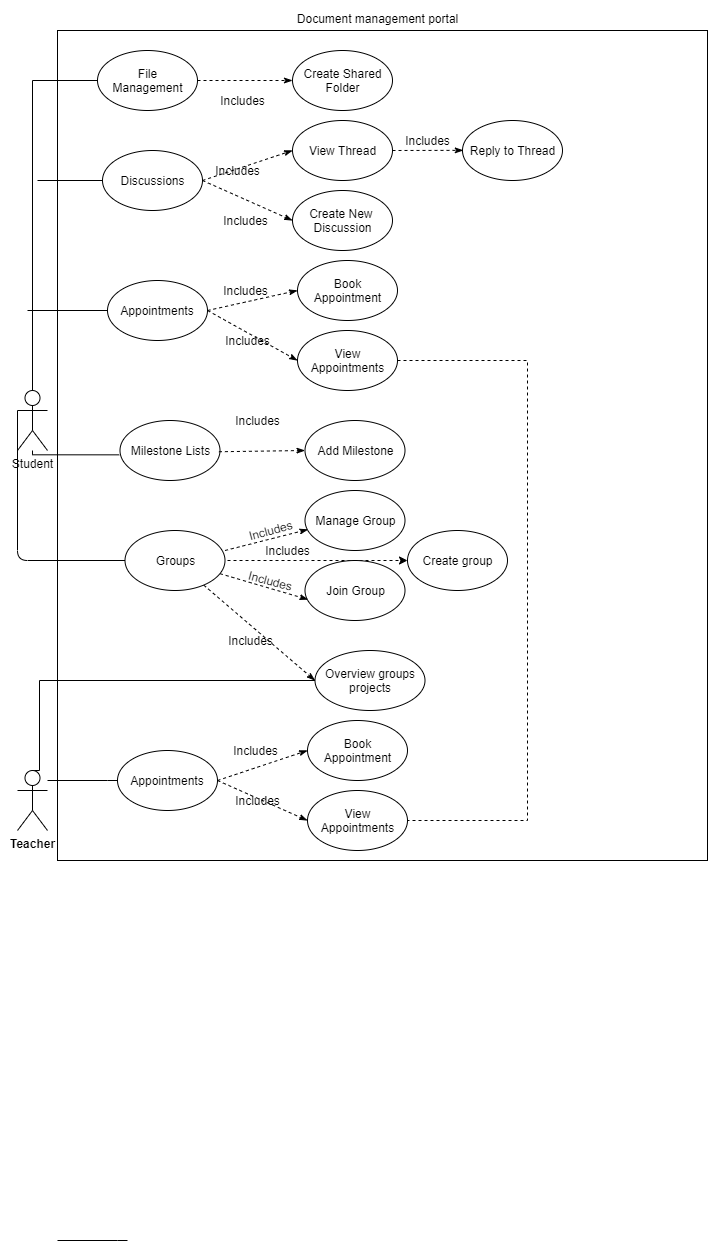 Document management portal
File
Management
Includes
Create Shared
Folder
Discussions
Includes
View Thread
Includes
Reply to Thread
Includes
Create New
Discussion
Appointments
Includes
Book
Appointment
Includes
View
Appointments
Student
Milestone Lists
Includes
Add Milestone
Groups
Includes
Manage Group
Includes
Create group
Includes
Join Group
Includes
Overview groups
projects
Teacher
Appointments
Includes
Book
Appointment
Includes
View
Appointments